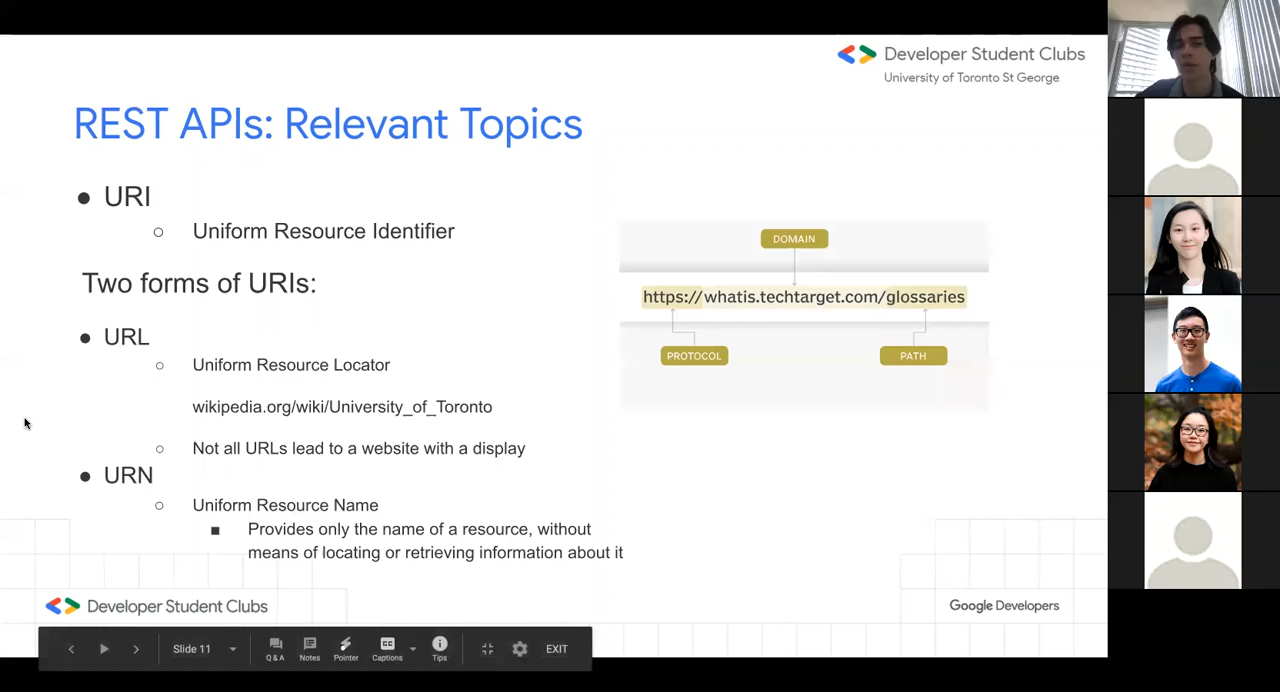 Developer Student Clubs
University of Toronto St George
REST APIs: Relevant Topics
● URI
○ Uniform Resource Identifier
Two forms of URIs:
● URL
○ Uniform Resource Locator
wikipedia.org/wiki/University_of_Toronto
○ Not all URLs lead to a website with a display
● URN
○ Uniform Resource Name
■ Provides only the name of a resource, without
means of locating or retrieving information about it
DOMAIN
https://whatis.techtarget.com/glossaries
PROTOCOL
PATH
Developer Student Clubs
Google Developers
Slide 11
Q & A
Notes
Pointer
CC
Captions
Tips
EXIT